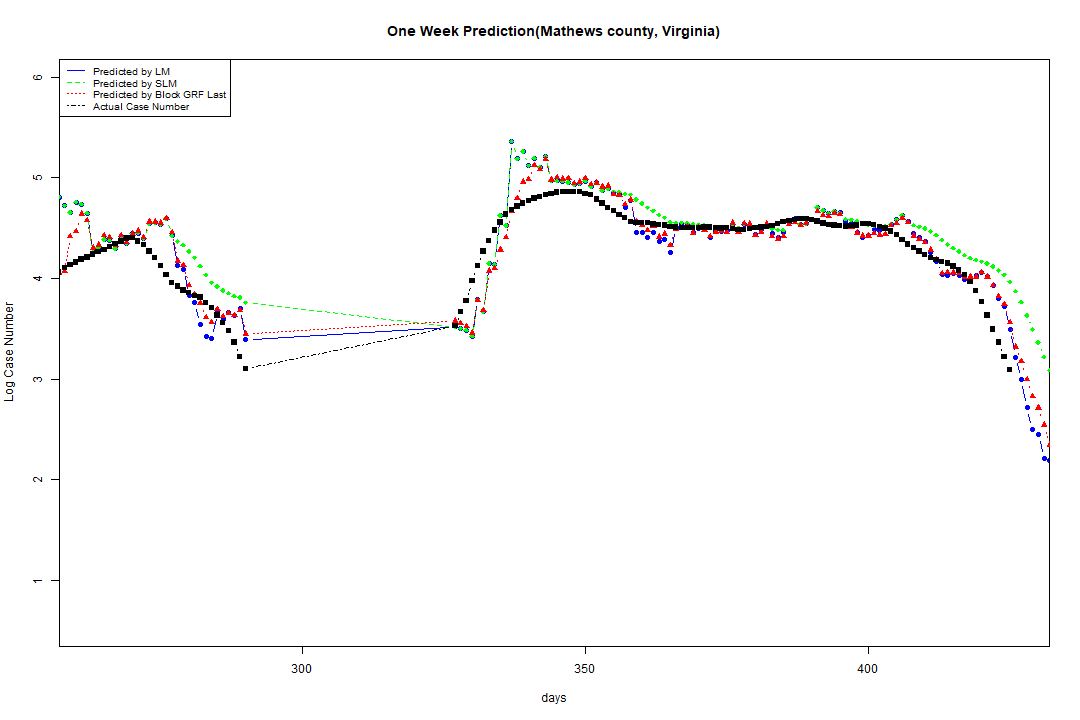 One Week Prediction(Mathews county, Virginia)
Predicted by LM
Predicted by SLM
Predicted by Block GRF Last
Actual Case Number
6
5
4
3
2
1
Log Case Number
300
350
400
days